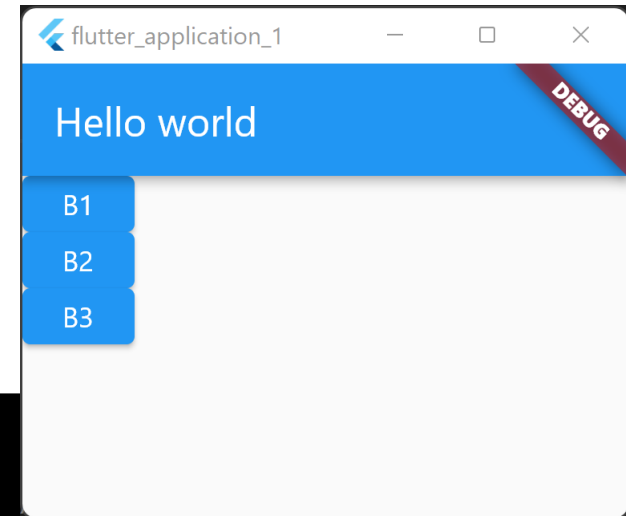 flutter_application_1
Hello world
DEBUG
B1
B2
B3